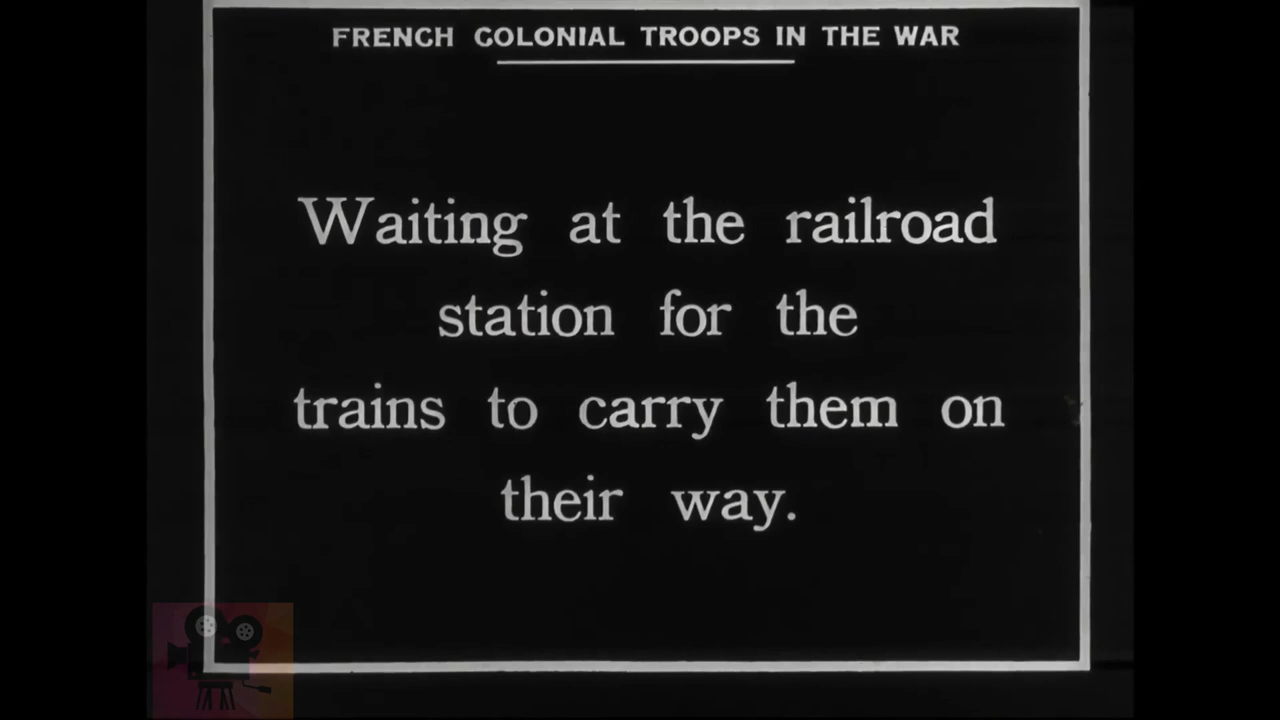 FRENCH COLONIAL TROOPS IN THE WAR
Waiting at the railroad
station for the
trains to carry them on
their way.